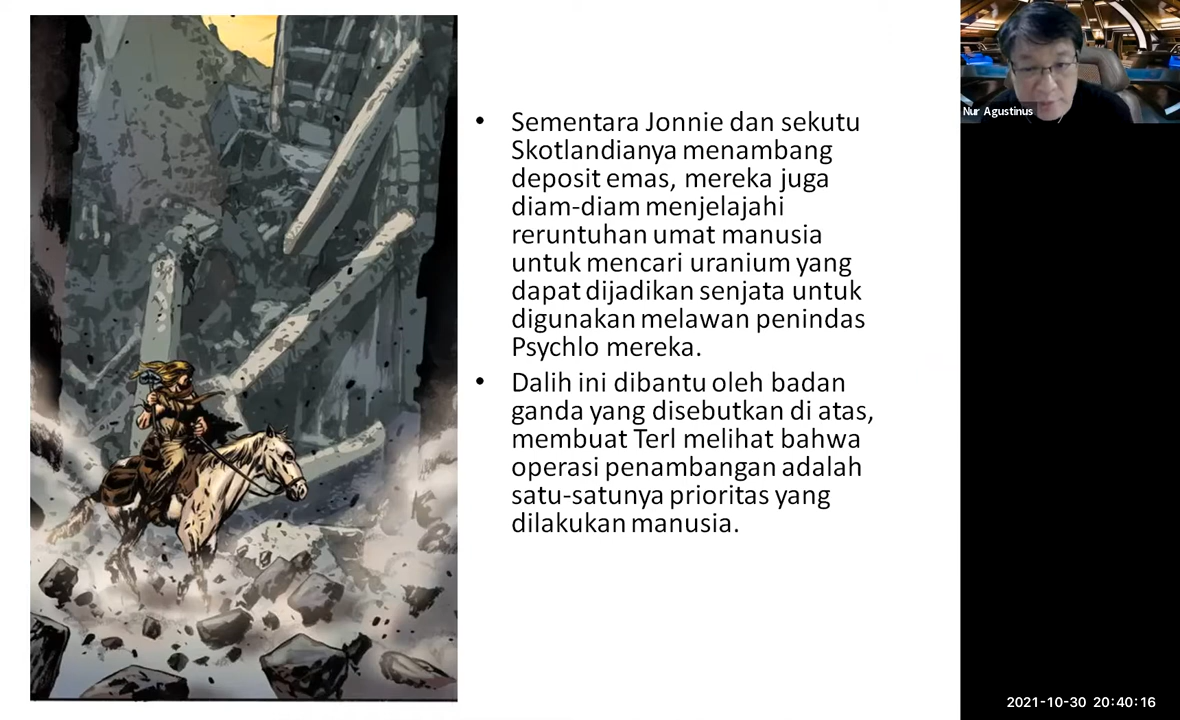 Sementara Jonnie dan sekutu
Skotlandianya menambang
deposit emas, mereka juga
diam-diam menjelajahi
reruntuhan umat manusia
untuk mencari uranium yang
dapat dijadikan senjata untuk
digunakan melawan penindas
Psychlo mereka.
Dalih ini dibantu oleh badan
ganda yang disebutkan di atas,
membuat Terl melihat bahwa
operasi penambangan adalah
satu-satunya prioritas yang
dilakukan manusia.
Nur Agustinus
2021-10-30 20:40:16